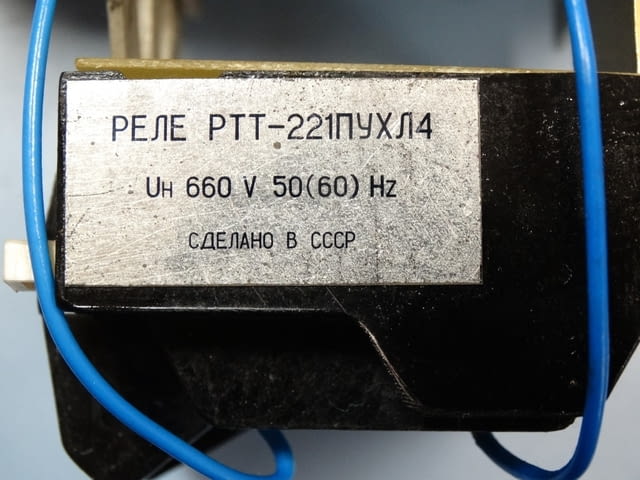 РЕЛЕ РТТ-221ПУХЛ4
Uн 660 V 50(60) Hz
СДЕЛАНО В СССР